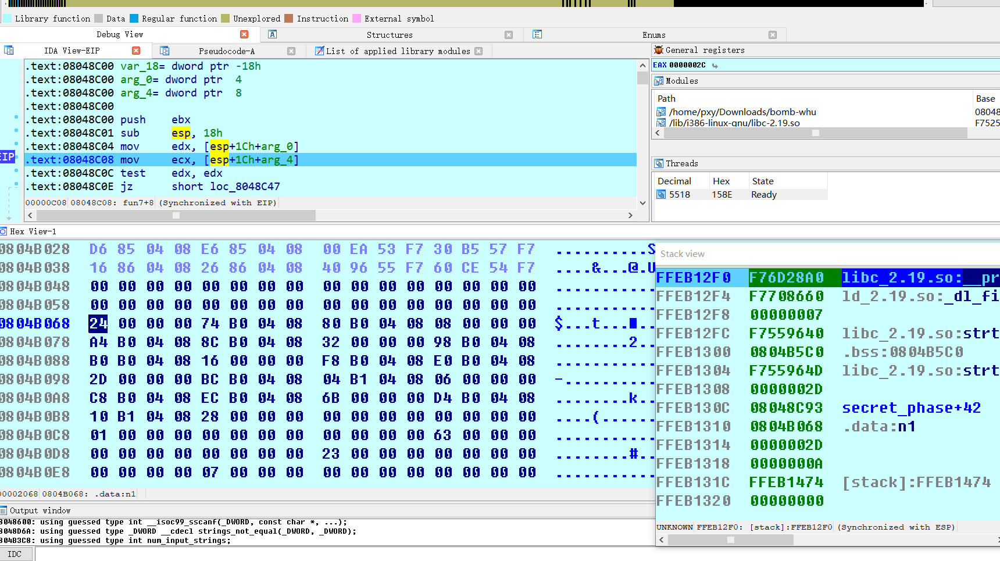 Library function Data Regular function Unexplored Instruction External symbol
Debug View Structures Enums
IDA View-EIP Pseudocode-A List of applied library modules
.text:08048C00 var_18= dword ptr -18h
.text:08048C00 arg_0= dword ptr  4
.text:08048C00 arg_4= dword ptr  8
.text:08048C00
.text:08048C00 push    ebx
.text:08048C01 sub     esp, 18h
.text:08048C04 mov     edx, [esp+1Ch+arg_0]
EIP
.text:08048C08 mov     ecx, [esp+1Ch+arg_4]
.text:08048C0C test    edx, edx
.text:08048C0E jz      short loc_8048C47
00000C08 08048C08: fun7+8 (Synchronized with EIP)
General registers
EAX 0000002C
Modules
Path Base
/home/pxy/Downloads/bomb-whu 08048
/lib/i386-linux-gnu/libc-2.19.so F7525
Threads
Decimal Hex State
5518 158E Ready
Hex View-1
0804B028 D6 85 04 08 E6 85 04 08 00 EA 53 F7 30 B5 57 F7 ..........S
0804B038 16 86 04 08 26 86 04 08 40 96 55 F7 60 CE 54 F7 ....&...@.U
0804B048 00 00 00 00 00 00 00 00 00 00 00 00 00 00 00 00 ...........
0804B058 00 00 00 00 00 00 00 00 00 00 00 00 00 00 00 00 ...........
0804B068 24 00 00 00 74 B0 04 08 80 B0 04 08 08 00 00 00 $...t...■..
0804B078 A4 B0 04 08 8C B0 04 08 32 00 00 00 98 B0 04 08 ........2..
0804B088 B0 B0 04 08 16 00 00 00 F8 B0 04 08 E0 B0 04 08 ...........
0804B098 2D 00 00 00 BC B0 04 08 04 B1 04 08 06 00 00 00 -..........
0804B0A8 C8 B0 04 08 EC B0 04 08 6B 00 00 00 D4 B0 04 08 ........k..
0804B0B8 10 B1 04 08 28 00 00 00 00 00 00 00 00 00 00 00 ....(......
0804B0C8 01 00 00 00 00 00 00 00 00 00 00 00 63 00 00 00 ...........
0804B0D8 00 00 00 00 00 00 00 00 23 00 00 00 00 00 00 00 ........#..
0804B0E8 00 00 00 00 07 00 00 00 00 00 00 00 00 00 00 00 ...........
00002068 0804B068: .data:n1
Stack view
FFEB12F0 F76D28A0 libc_2.19.so:__pr
FFEB12F4 F7708660 ld_2.19.so:_dl_fi
FFEB12F8 00000007
FFEB12FC F7559640 libc_2.19.so:strt
FFEB1300 0804B5C0 .bss:0804B5C0
FFEB1304 F755964D libc_2.19.so:strt
FFEB1308 0000002D
FFEB130C 08048C93 secret_phase+42
FFEB1310 0804B068 .data:n1
FFEB1314 0000002D
FFEB1318 0000000A
FFEB131C FFEB1474 [stack]:FFEB1474
FFEB1320 00000000
UNKNOWN FFEB12F0: [stack]:FFEB12F0 (Synchronized with ESP)
Output window
8048600: using guessed type int __isoc99_sscanf(_DWORD, const char *, ...);
8048D6A: using guessed type _DWORD __cdecl strings_not_equal(_DWORD, _DWORD);
804B3C8: using guessed type int num_input_strings;
IDC